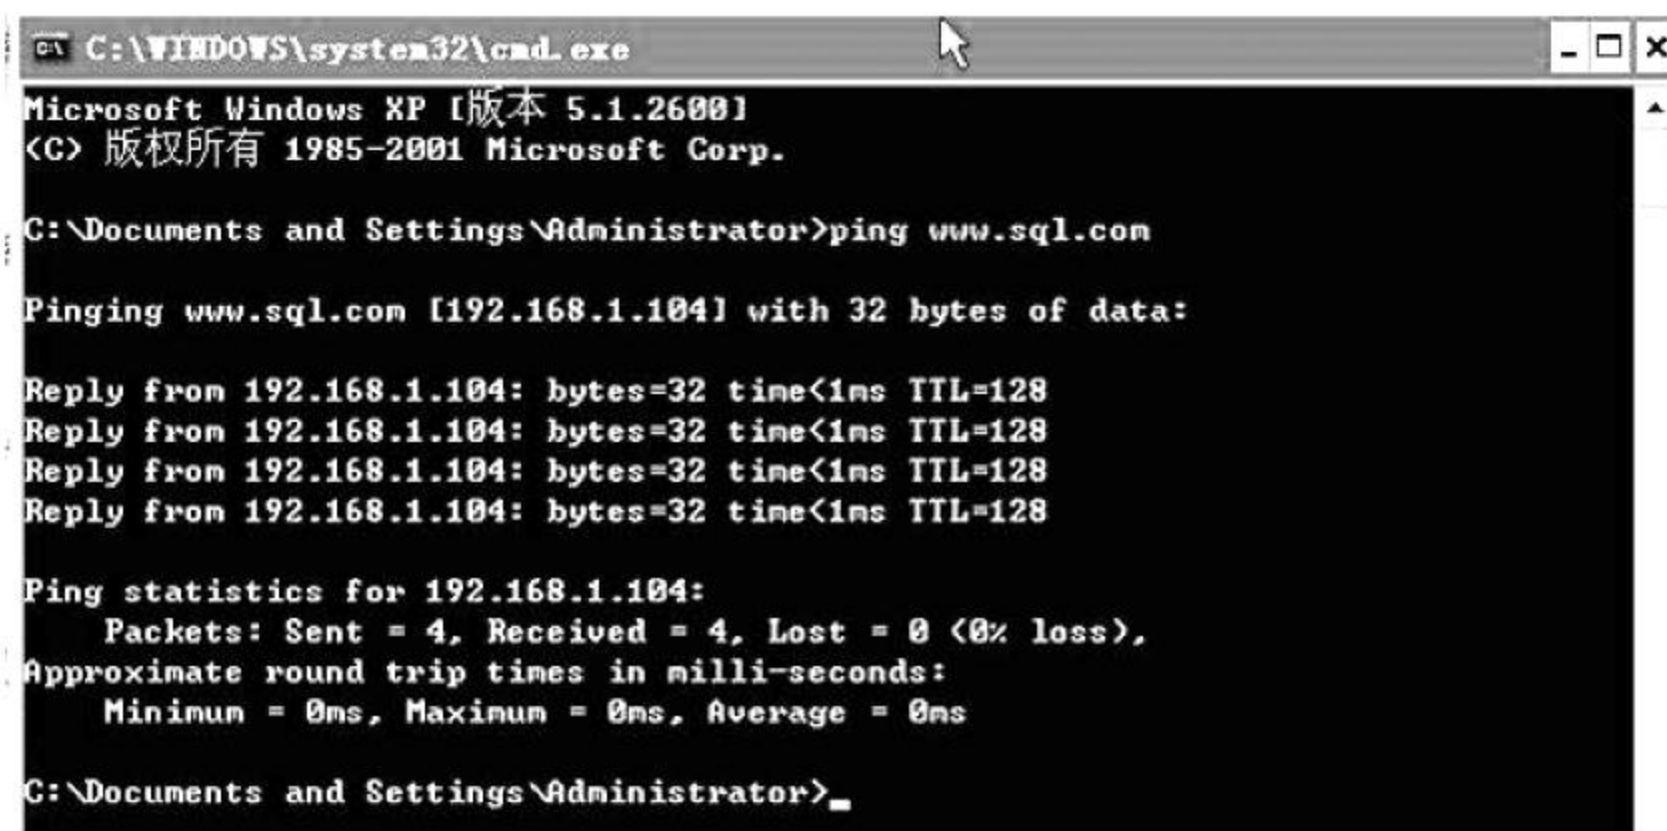 C:\WINDOWS\system32\cmd.exe
Microsoft Windows XP [版本 5.1.2600]
(C) 版权所有 1985-2001 Microsoft Corp.
C:\Documents and Settings\Administrator>ping www.sql.com
Pinging www.sql.com [192.168.1.104] with 32 bytes of data:
Reply from 192.168.1.104: bytes=32 time<1ms TTL=128
Reply from 192.168.1.104: bytes=32 time<1ms TTL=128
Reply from 192.168.1.104: bytes=32 time<1ms TTL=128
Reply from 192.168.1.104: bytes=32 time<1ms TTL=128
Ping statistics for 192.168.1.104:
Packets: Sent = 4, Received = 4, Lost = 0 (0% loss),
Approximate round trip times in milli-seconds:
Minimum = 0ms, Maximum = 0ms, Average = 0ms
C:\Documents and Settings\Administrator>_